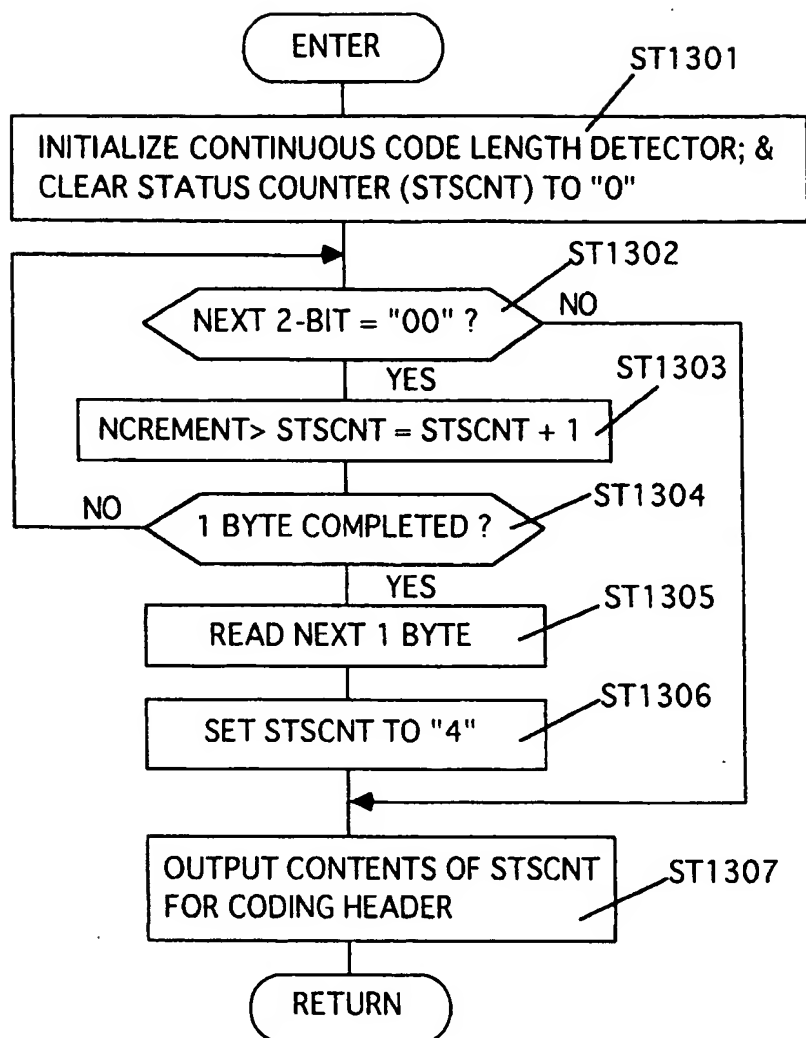 ENTER
ST1301
INITIALIZE CONTINUOUS CODE LENGTH DETECTOR; &
CLEAR STATUS COUNTER (STSCNT) TO "0"
ST1302
NEXT 2-BIT = "00" ?
NO
YES
ST1303
NCREMENT> STSCNT = STSCNT + 1
ST1304
NO
1 BYTE COMPLETED ?
YES
ST1305
READ NEXT 1 BYTE
ST1306
SET STSCNT TO "4"
OUTPUT CONTENTS OF STSCNT
FOR CODING HEADER
ST1307
RETURN